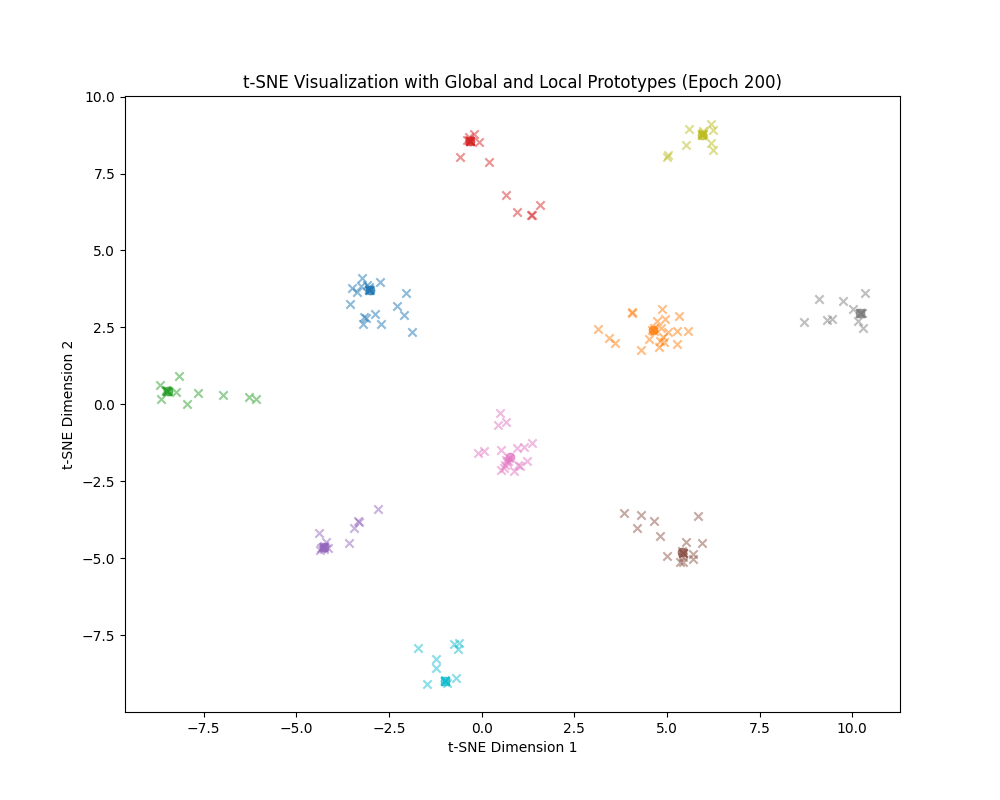 t-SNE Visualization with Global and Local Prototypes (Epoch 200)
10.0
7.5
5.0
2.5
0.0
−2.5
−5.0
−7.5
t-SNE Dimension 2
−7.5 −5.0 −2.5 0.0 2.5 5.0 7.5 10.0
t-SNE Dimension 1